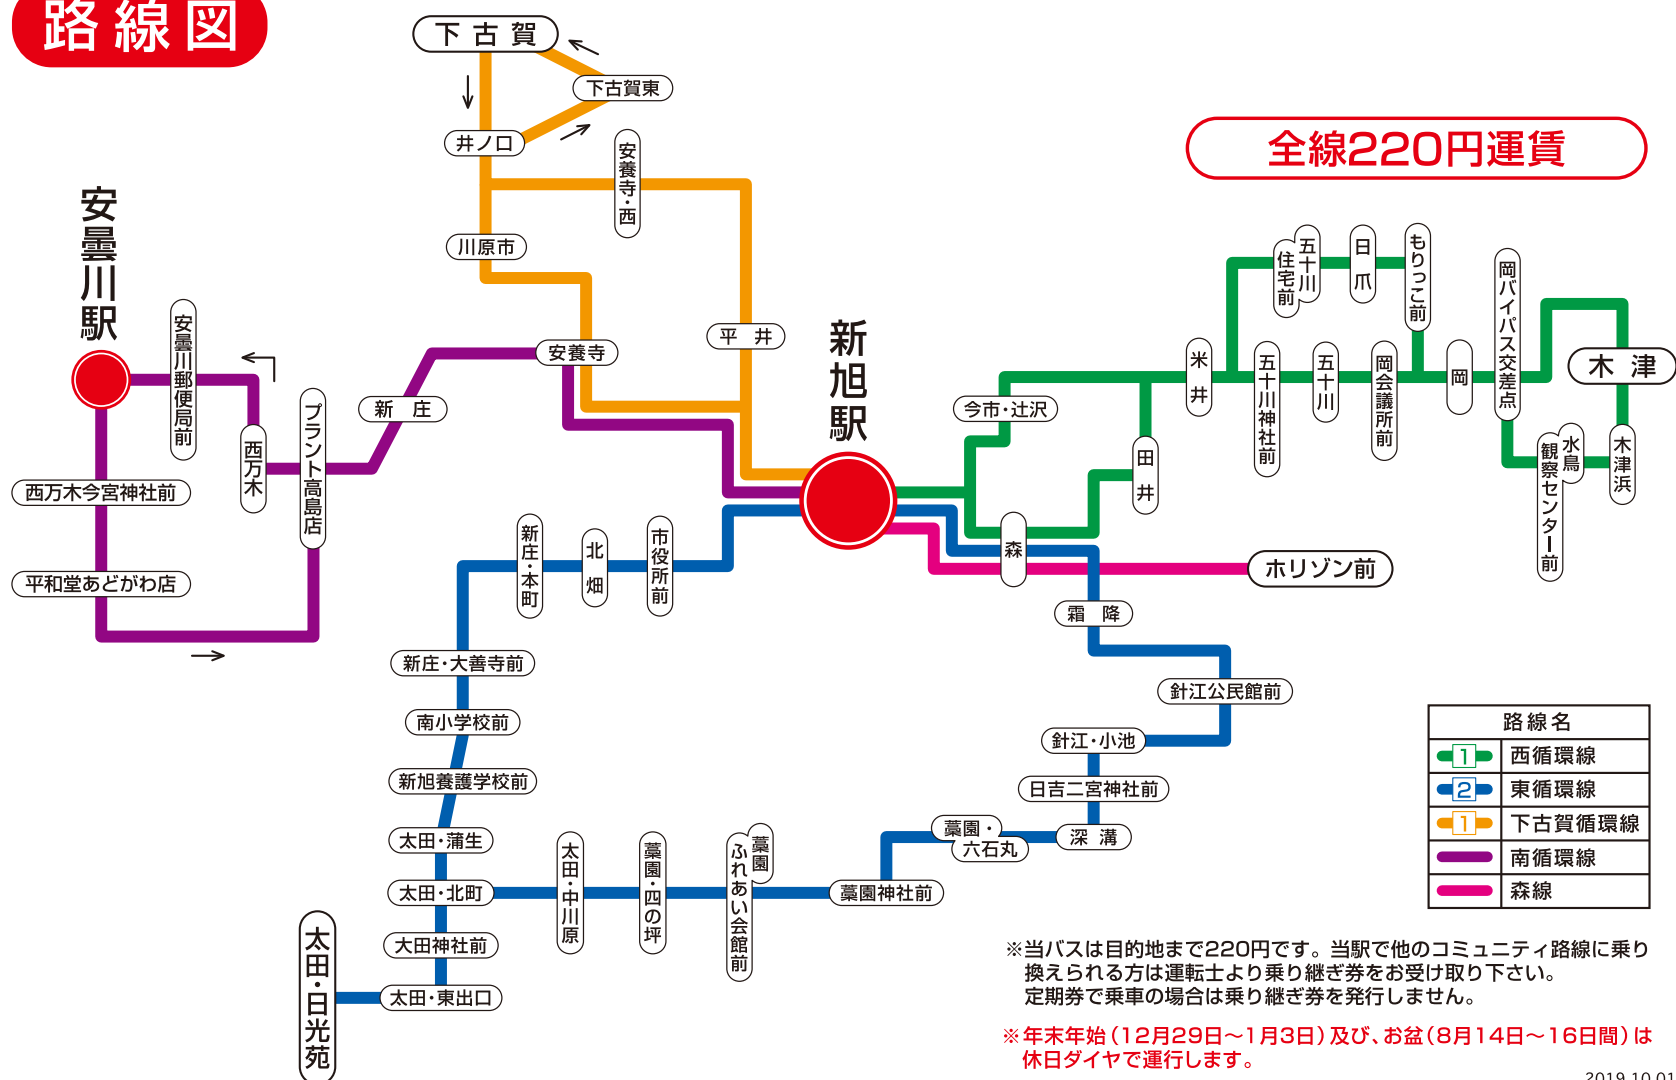 路線図
全線220円運賃
下古賀
下古賀東
井ノ口
安養寺・西
川原市
安養寺
平井
新旭駅
安曇川駅
安曇川郵便局前
西万木
プラント高島店
新庄
西万木今宮神社前
平和堂あどがわ店
今市・辻沢
田井
森
米井
五十川住宅前
日爪
もりっこ前
五十川神社前
五十川
岡会議所前
岡
岡バイパス交差点
木津
木津浜
水鳥観察センター前
ホリゾン前
霜降
針江公民館前
針江・小池
日吉二宮神社前
深溝
藁園・六石丸
藁園神社前
藁園ふれあい会館前
藁園・四の坪
太田・中川原
市役所前
北畑
新庄・本町
新庄・大善寺前
南小学校前
新旭養護学校前
太田・蒲生
太田・北町
大田神社前
太田・東出口
太田・日光苑
路線名
1 西循環線
2 東循環線
1 下古賀循環線
南循環線
森線
※当バスは目的地まで220円です。当駅で他のコミュニティ路線に乗り
換えられる方は運転士より乗り継ぎ券をお受け取り下さい。
定期券で乗車の場合は乗り継ぎ券を発行しません。
※年末年始（12月29日～1月3日）及び、お盆（8月14日～16日間）は
休日ダイヤで運行します。
2019.10.01